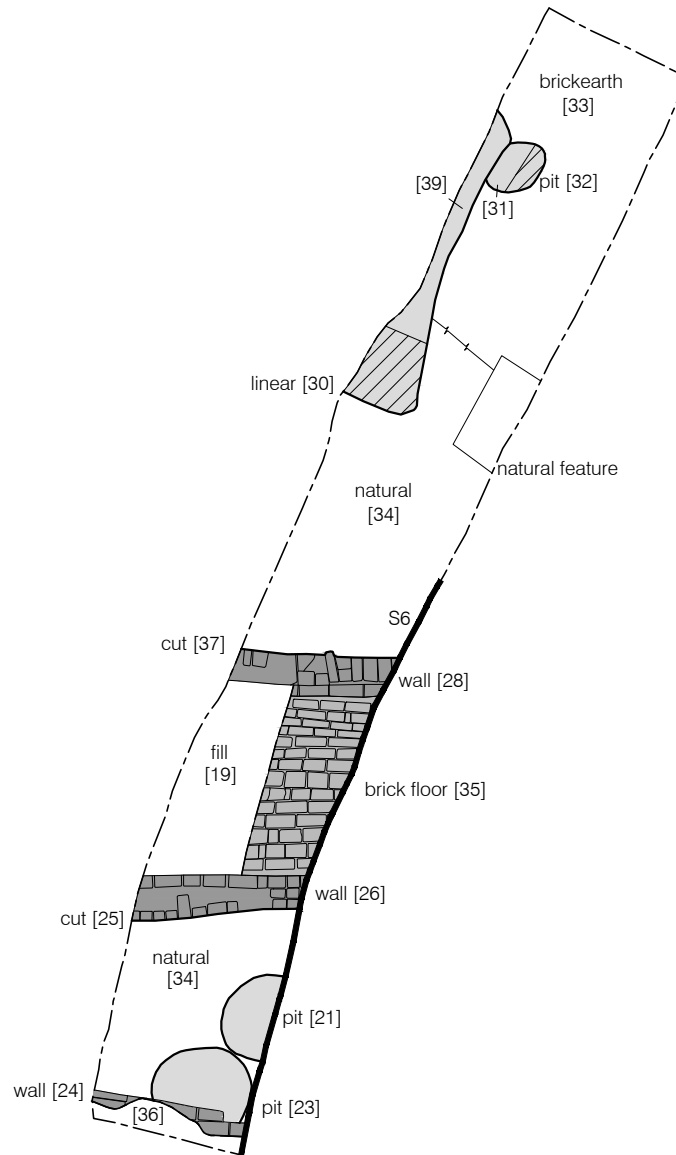 brickearth
[33]
[39]
pit [32]
[31]
linear [30]
natural feature
natural
[34]
S6
cut [37]
wall [28]
fill
[19]
brick floor [35]
wall [26]
cut [25]
natural
[34]
pit [21]
wall [24]
[36]
pit [23]